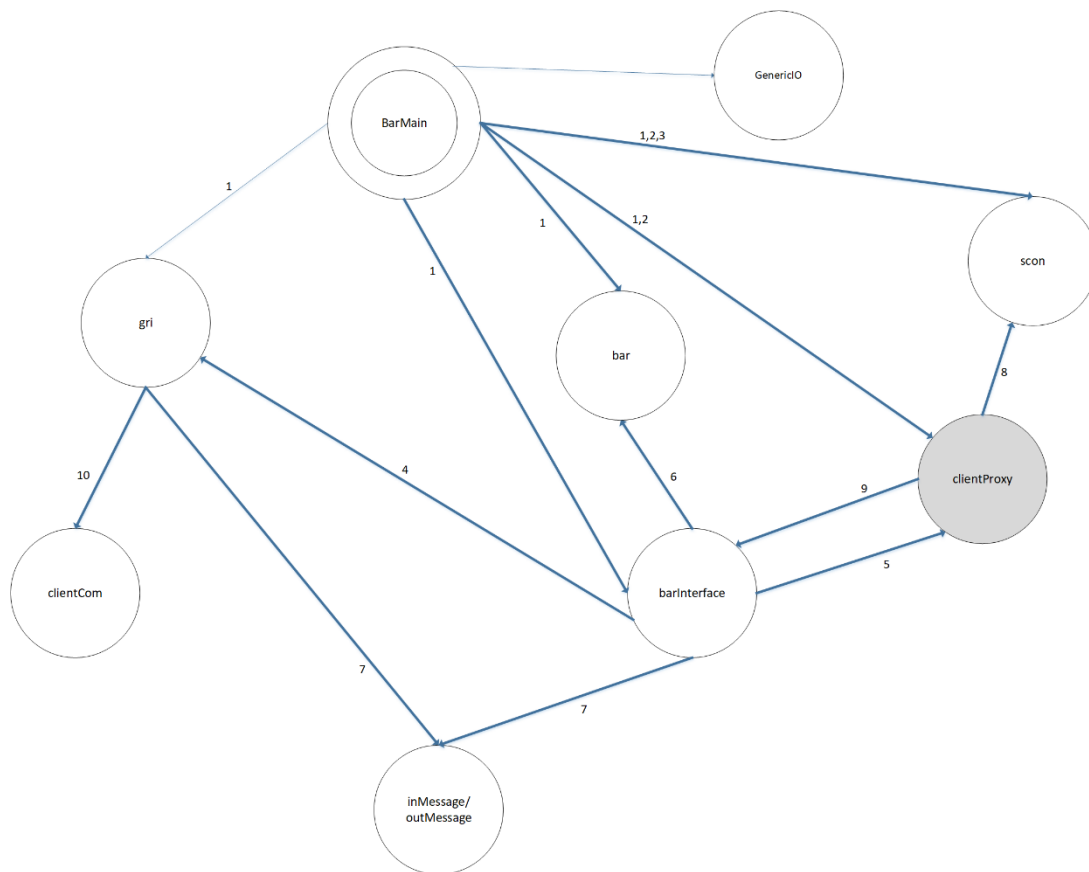 GenericIO
BarMain
1,2,3
1
1
1,2
1
scon
gri
bar
8
10
4
6
9
clientProxy
5
clientCom
barInterface
7
7
inMessage/
outMessage